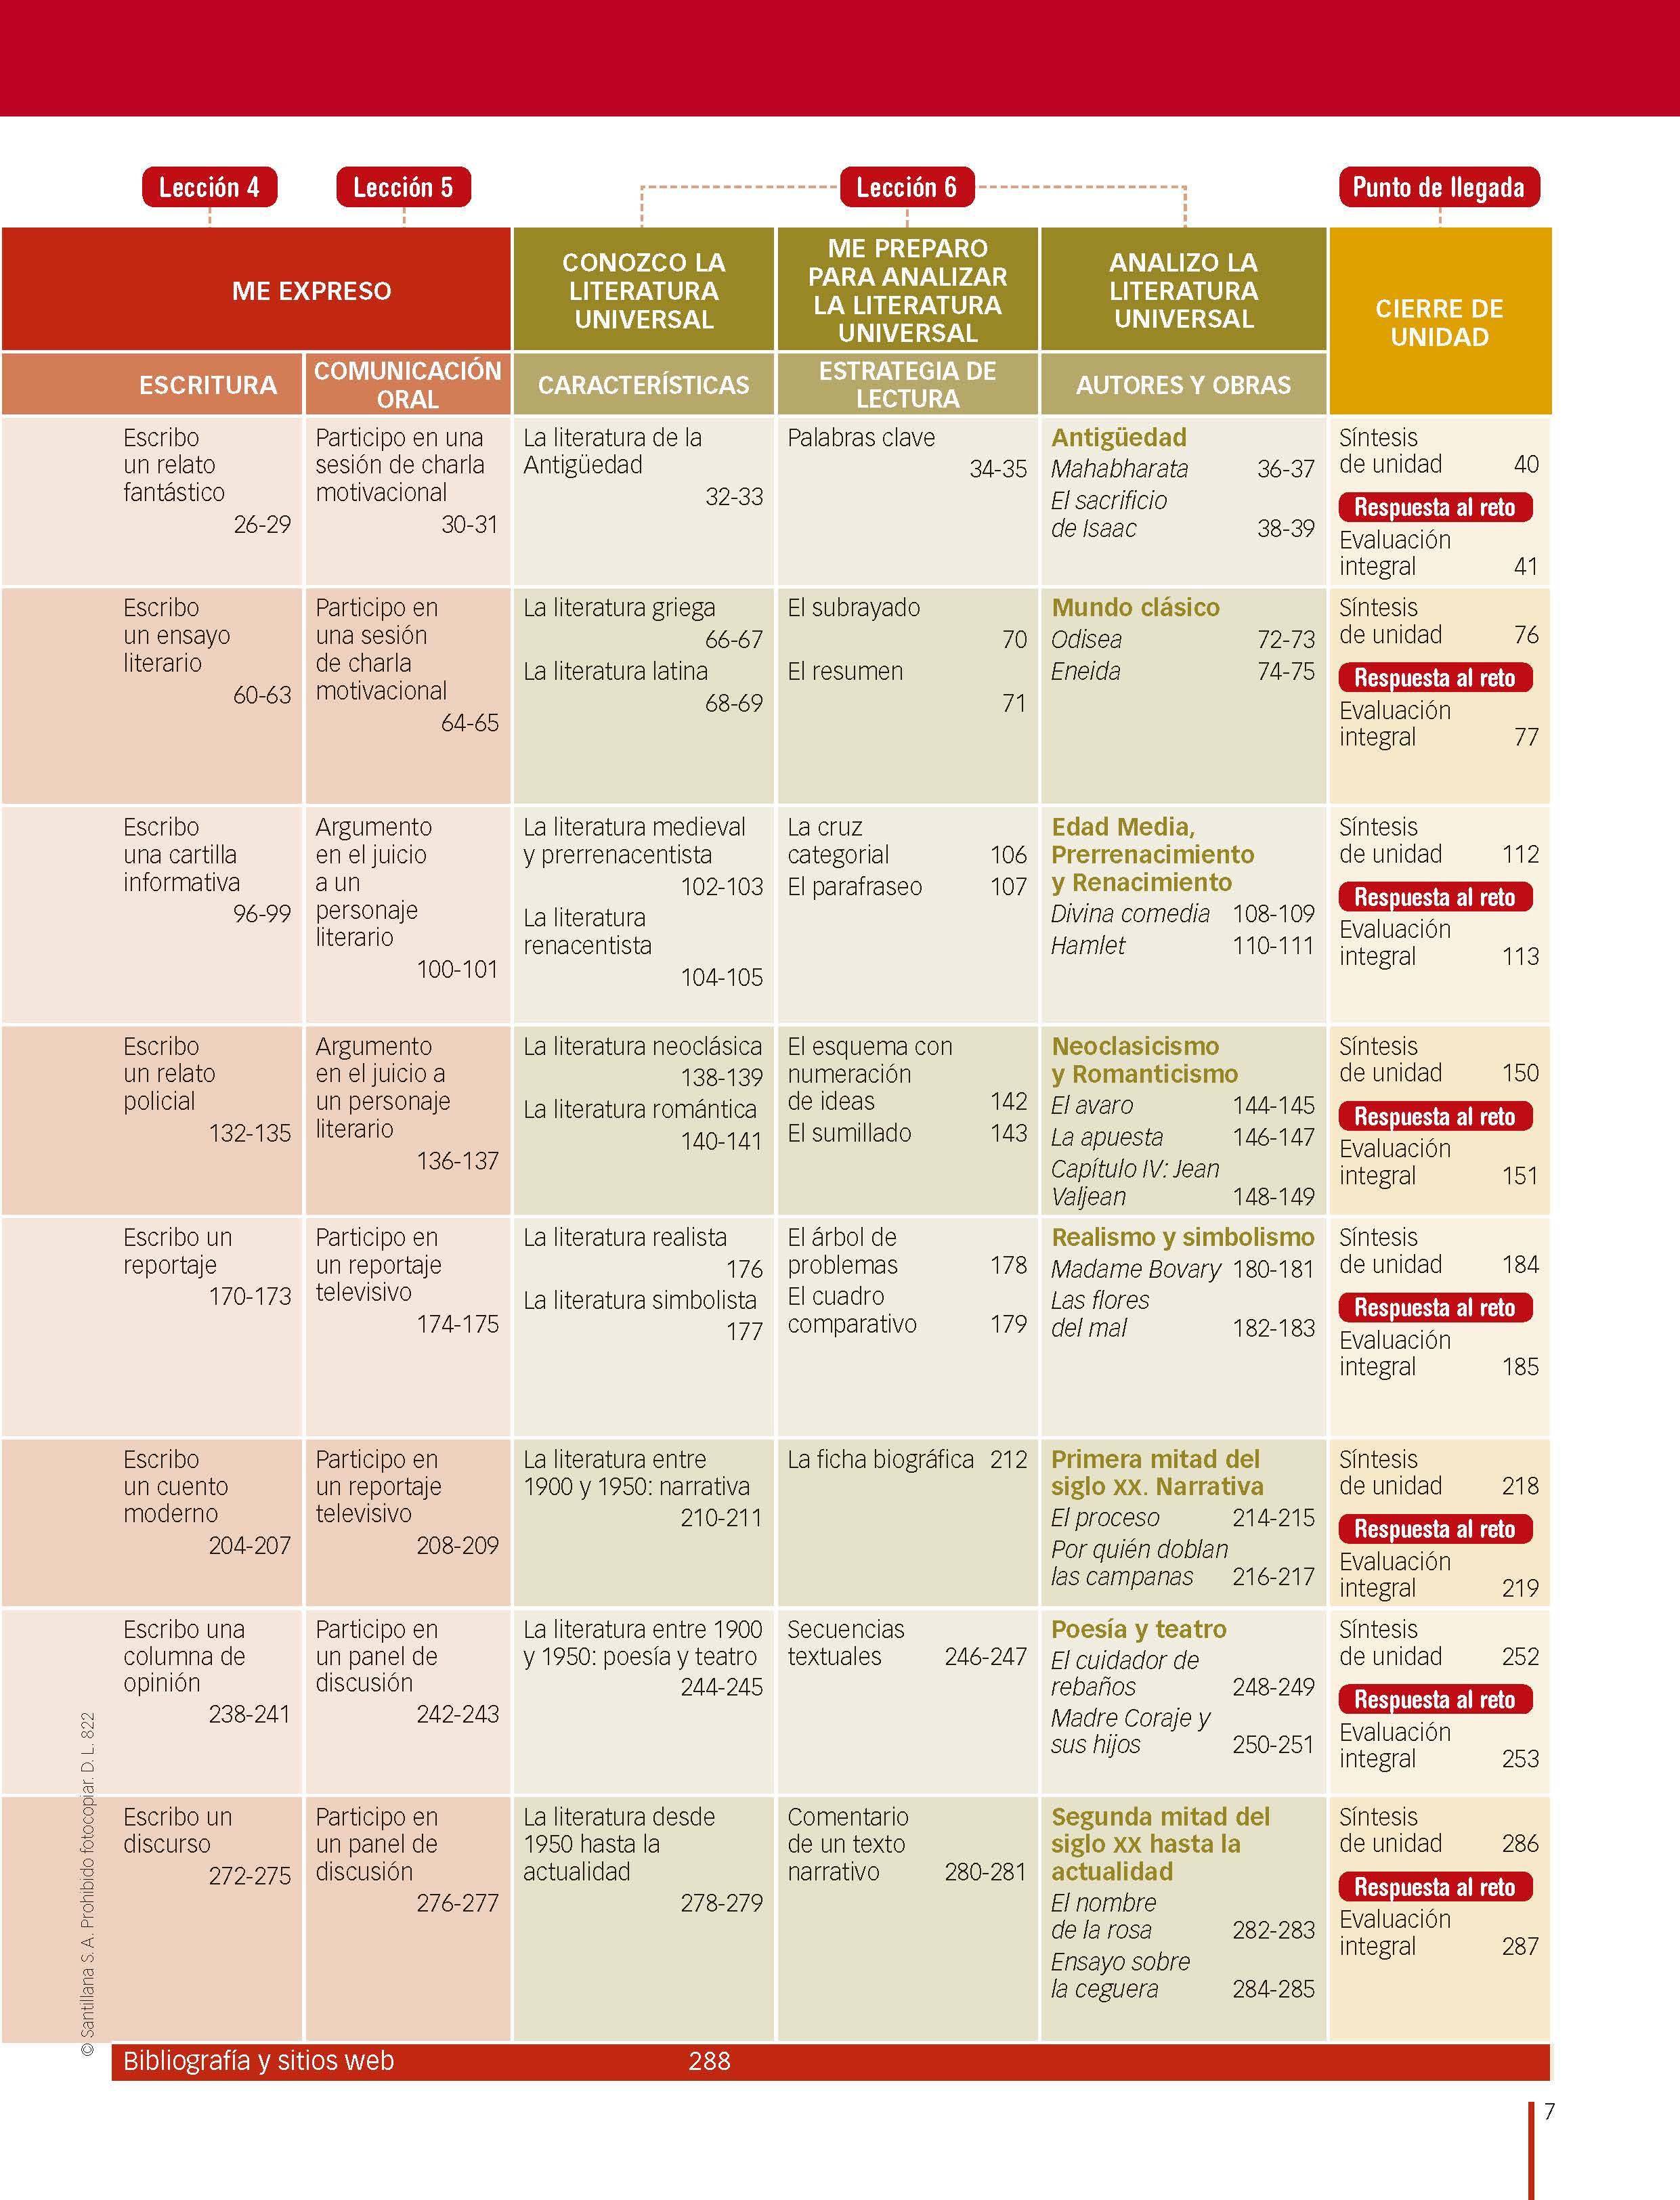 Lección 4
Lección 5
Lección 6
Punto de llegada
ME EXPRESO
CONOZCO LA
LITERATURA
UNIVERSAL
ME PREPARO
PARA ANALIZAR
LA LITERATURA
UNIVERSAL
ANALIZO LA
LITERATURA
UNIVERSAL
CIERRE DE
UNIDAD
ESCRITURA
COMUNICACIÓN
ORAL
CARACTERÍSTICAS
ESTRATEGIA DE
LECTURA
AUTORES Y OBRAS
Escribo
un relato
fantástico
26-29
Participo en una
sesión de charla
motivacional
30-31
La literatura de la
Antigüedad
32-33
Palabras clave
34-35
Antigüedad
Mahabharata 36-37
El sacrificio
de Isaac 38-39
Síntesis
de unidad 40
Respuesta al reto
Evaluación
integral 41
Escribo
un ensayo
literario
60-63
Participo en
una sesión
de charla
motivacional
64-65
La literatura griega
66-67
La literatura latina
68-69
El subrayado
70
El resumen
71
Mundo clásico
Odisea 72-73
Eneida 74-75
Síntesis
de unidad 76
Respuesta al reto
Evaluación
integral 77
Escribo
una cartilla
informativa
96-99
Argumento
en el juicio
a un
personaje
literario
100-101
La literatura medieval
y prerrenacentista
102-103
La literatura
renacentista
104-105
La cruz
categorial 106
El parafraseo 107
Edad Media,
Prerrenacimiento
y Renacimiento
Divina comedia 108-109
Hamlet 110-111
Síntesis
de unidad 112
Respuesta al reto
Evaluación
integral 113
Escribo
un relato
policial
132-135
Argumento
en el juicio a
un personaje
literario
136-137
La literatura neoclásica
138-139
La literatura romántica
140-141
El esquema con
numeración
de ideas 142
El sumillado 143
Neoclasicismo
y Romanticismo
El avaro 144-145
La apuesta 146-147
Capítulo IV: Jean
Valjean 148-149
Síntesis
de unidad 150
Respuesta al reto
Evaluación
integral 151
Escribo un
reportaje
170-173
Participo en
un reportaje
televisivo
174-175
La literatura realista
176
La literatura simbolista
177
El árbol de
problemas 178
El cuadro
comparativo 179
Realismo y simbolismo
Madame Bovary 180-181
Las flores
del mal 182-183
Síntesis
de unidad 184
Respuesta al reto
Evaluación
integral 185
Escribo
un cuento
moderno
204-207
Participo en
un reportaje
televisivo
208-209
La literatura entre
1900 y 1950: narrativa
210-211
La ficha biográfica 212
Primera mitad del
siglo XX. Narrativa
El proceso 214-215
Por quién doblan
las campanas 216-217
Síntesis
de unidad 218
Respuesta al reto
Evaluación
integral 219
Escribo una
columna de
opinión
238-241
Participo en
un panel de
discusión
242-243
La literatura entre 1900
y 1950: poesía y teatro
244-245
Secuencias
textuales 246-247
Poesía y teatro
El cuidador de
rebaños 248-249
Madre Coraje y
sus hijos 250-251
Síntesis
de unidad 252
Respuesta al reto
Evaluación
integral 253
Escribo un
discurso
272-275
Participo en
un panel de
discusión
276-277
La literatura desde
1950 hasta la
actualidad
278-279
Comentario
de un texto
narrativo 280-281
Segunda mitad del
siglo XX hasta la
actualidad
El nombre
de la rosa 282-283
Ensayo sobre
la ceguera 284-285
Síntesis
de unidad 286
Respuesta al reto
Evaluación
integral 287
Bibliografía y sitios web 288
© Santillana S. A. Prohibido fotocopiar. D. L. 822
7